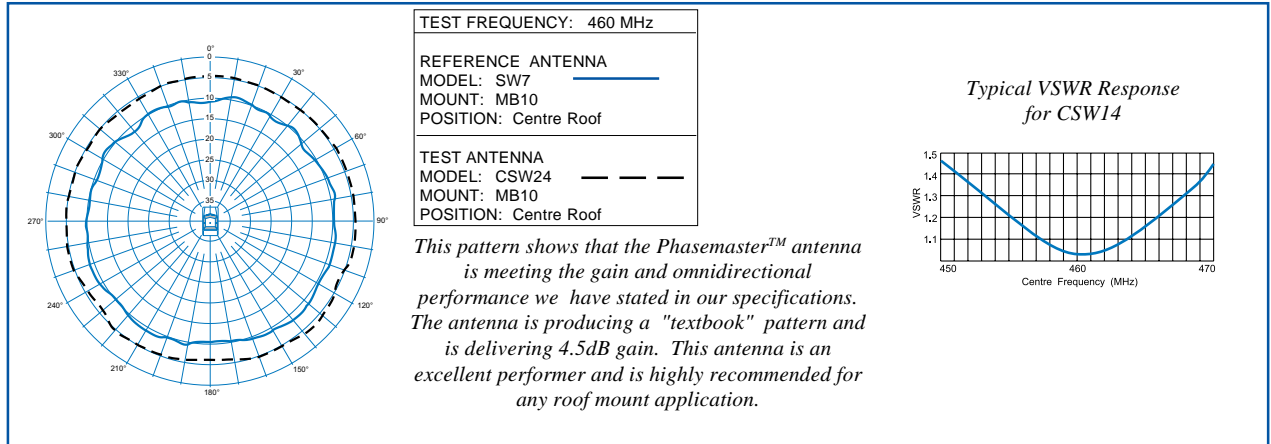 0°
0
5
10
15
20
25
30
35
30°
60°
90°
120°
150°
180°
210°
240°
270°
300°
330°
TEST FREQUENCY: 460 MHz
REFERENCE ANTENNA
MODEL: SW7
MOUNT: MB10
POSITION: Centre Roof
TEST ANTENNA
MODEL: CSW24
MOUNT: MB10
POSITION: Centre Roof
This pattern shows that the Phasemaster™ antenna
is meeting the gain and omnidirectional
performance we have stated in our specifications.
The antenna is producing a "textbook" pattern and
is delivering 4.5dB gain. This antenna is an
excellent performer and is highly recommended for
any roof mount application.
Typical VSWR Response
for CSW14
1.5
1.4
1.3
1.2
1.1
VSWR
450
460
470
Centre Frequency (MHz)